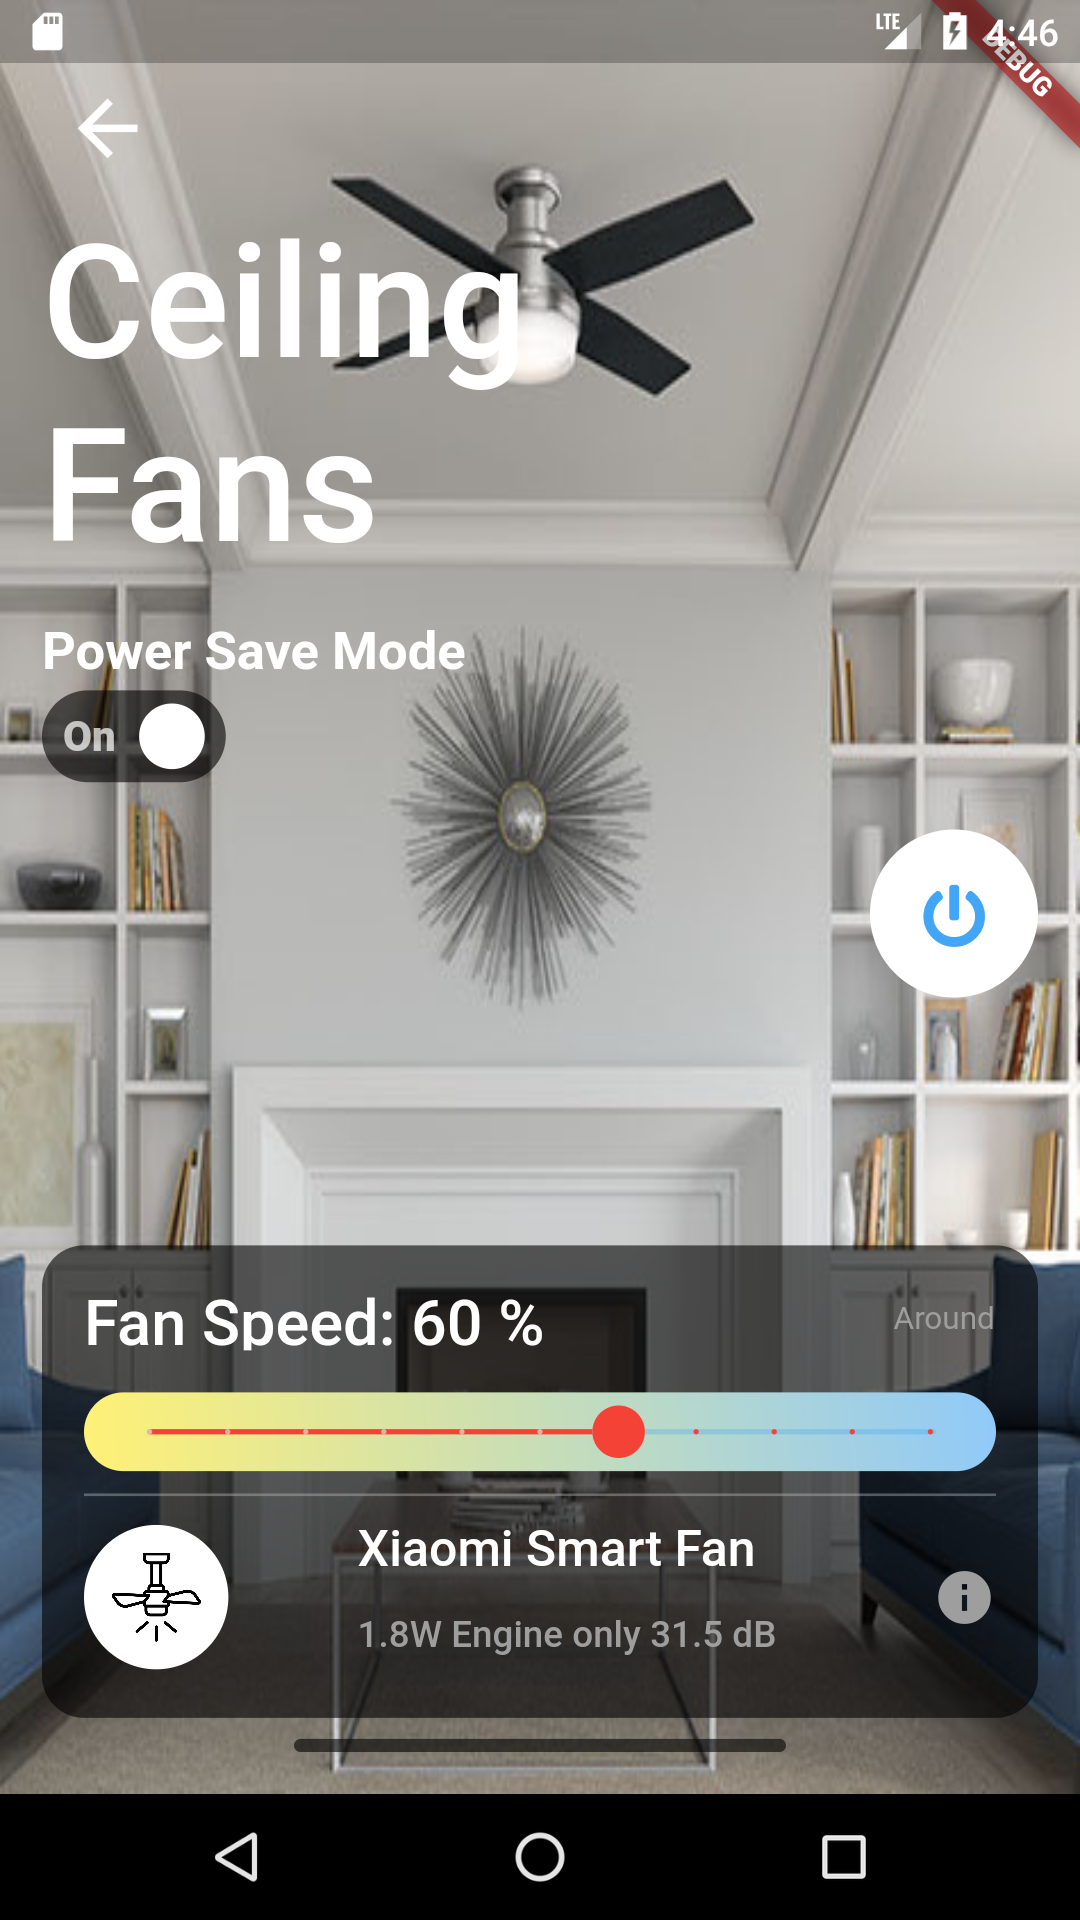 LTE 4:46
DEBUG
Ceiling
Fans
Power Save Mode
On
Fan Speed: 60 %
Around
Xiaomi Smart Fan
1.8W Engine only 31.5 dB